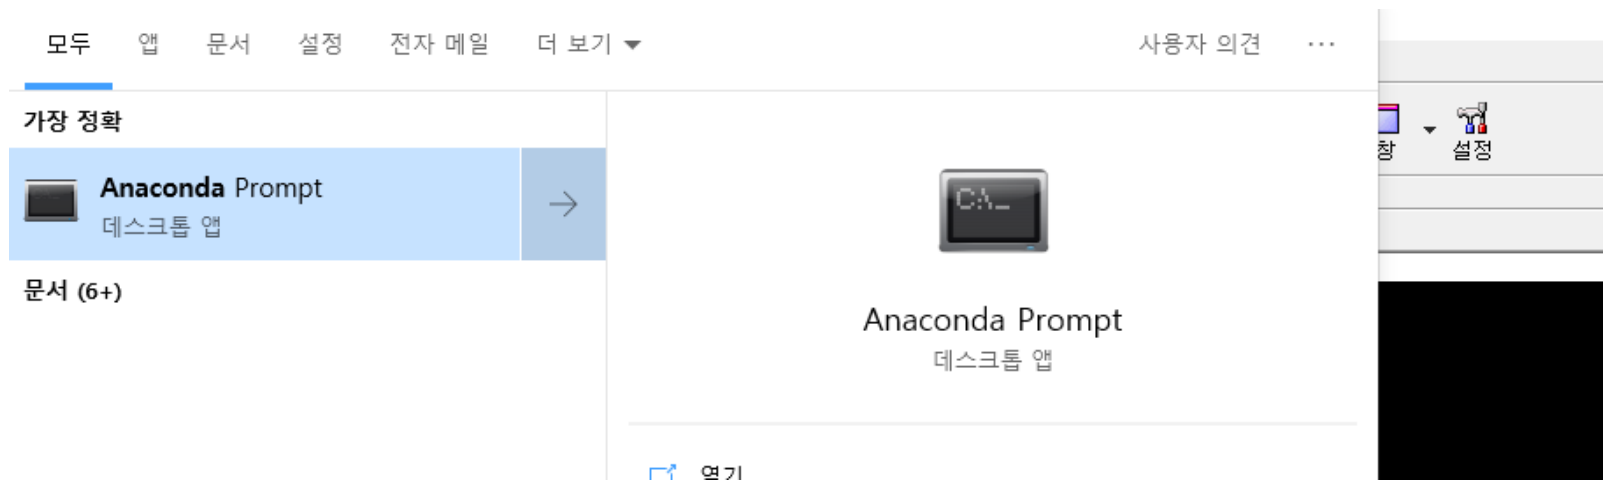 모두 앱 문서 설정 전자 메일 더 보기 사용자 의견 ...
가장 정확
Anaconda Prompt
데스크톱 앱
문서 (6+)
C:\_
Anaconda Prompt
데스크톱 앱
열기
창 설정